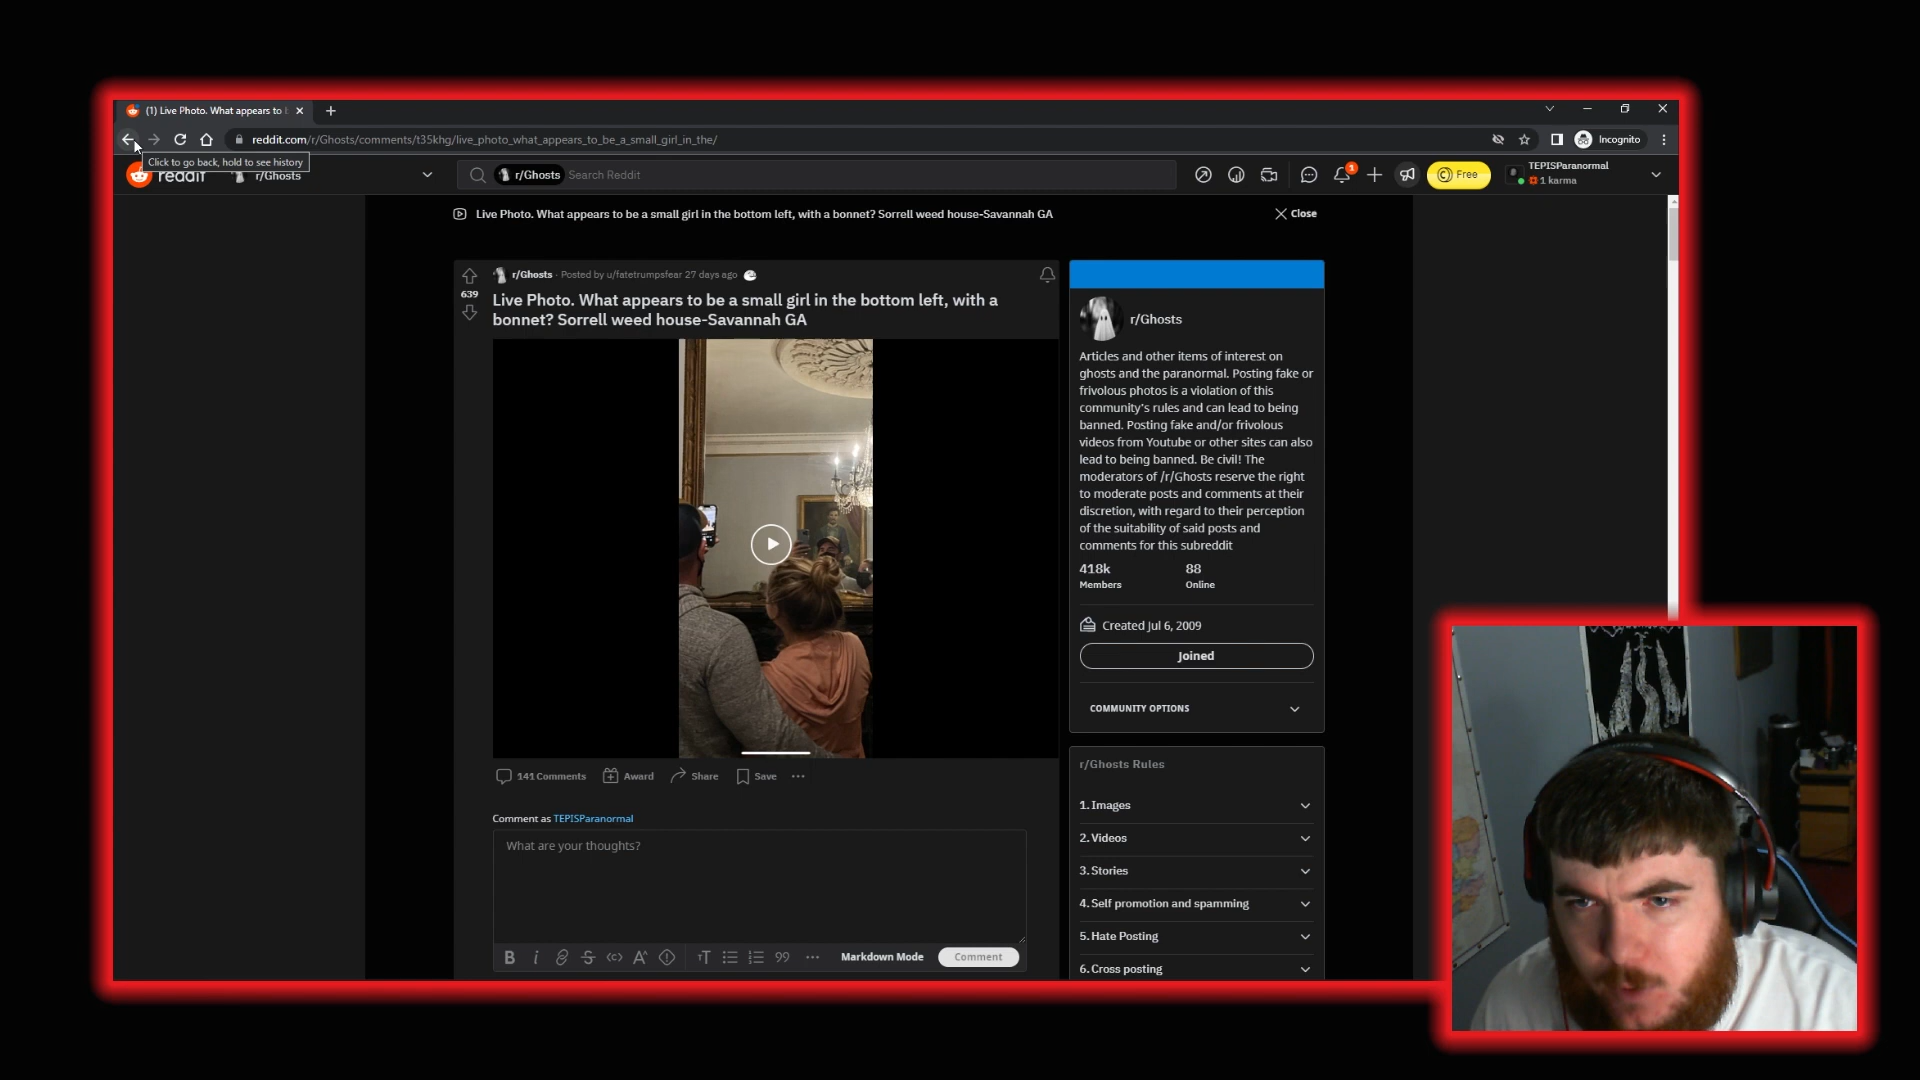 (1) Live Photo. What appears to
reddit.com/r/Ghosts/comments/t35khg/live_photo_what_appears_to_be_a_small_girl_in_the/
Incognito
Click to go back, hold to see history
reddit
r/Ghosts
r/Ghosts Search Reddit
1
Free
TEPISParanormal
1 karma
Live Photo. What appears to be a small girl in the bottom left, with a bonnet? Sorrell weed house-Savannah GA
Close
r/Ghosts · Posted by u/fatetrumpsfear 27 days ago
639
Live Photo. What appears to be a small girl in the bottom left, with a
bonnet? Sorrell weed house-Savannah GA
141 Comments
Award
Share
Save
Comment as TEPISParanormal
What are your thoughts?
Markdown Mode
Comment
r/Ghosts
Articles and other items of interest on
ghosts and the paranormal. Posting fake or
frivolous photos is a violation of this
community's rules and can lead to being
banned. Posting fake and/or frivolous
videos from Youtube or other sites can also
lead to being banned. Be civil! The
moderators of /r/Ghosts reserve the right
to moderate posts and comments at their
discretion, with regard to their perception
of the suitability of said posts and
comments for this subreddit
418k
88
Members
Online
Created Jul 6, 2009
Joined
COMMUNITY OPTIONS
r/Ghosts Rules
1. Images
2. Videos
3. Stories
4. Self promotion and spamming
5. Hate Posting
6. Cross posting